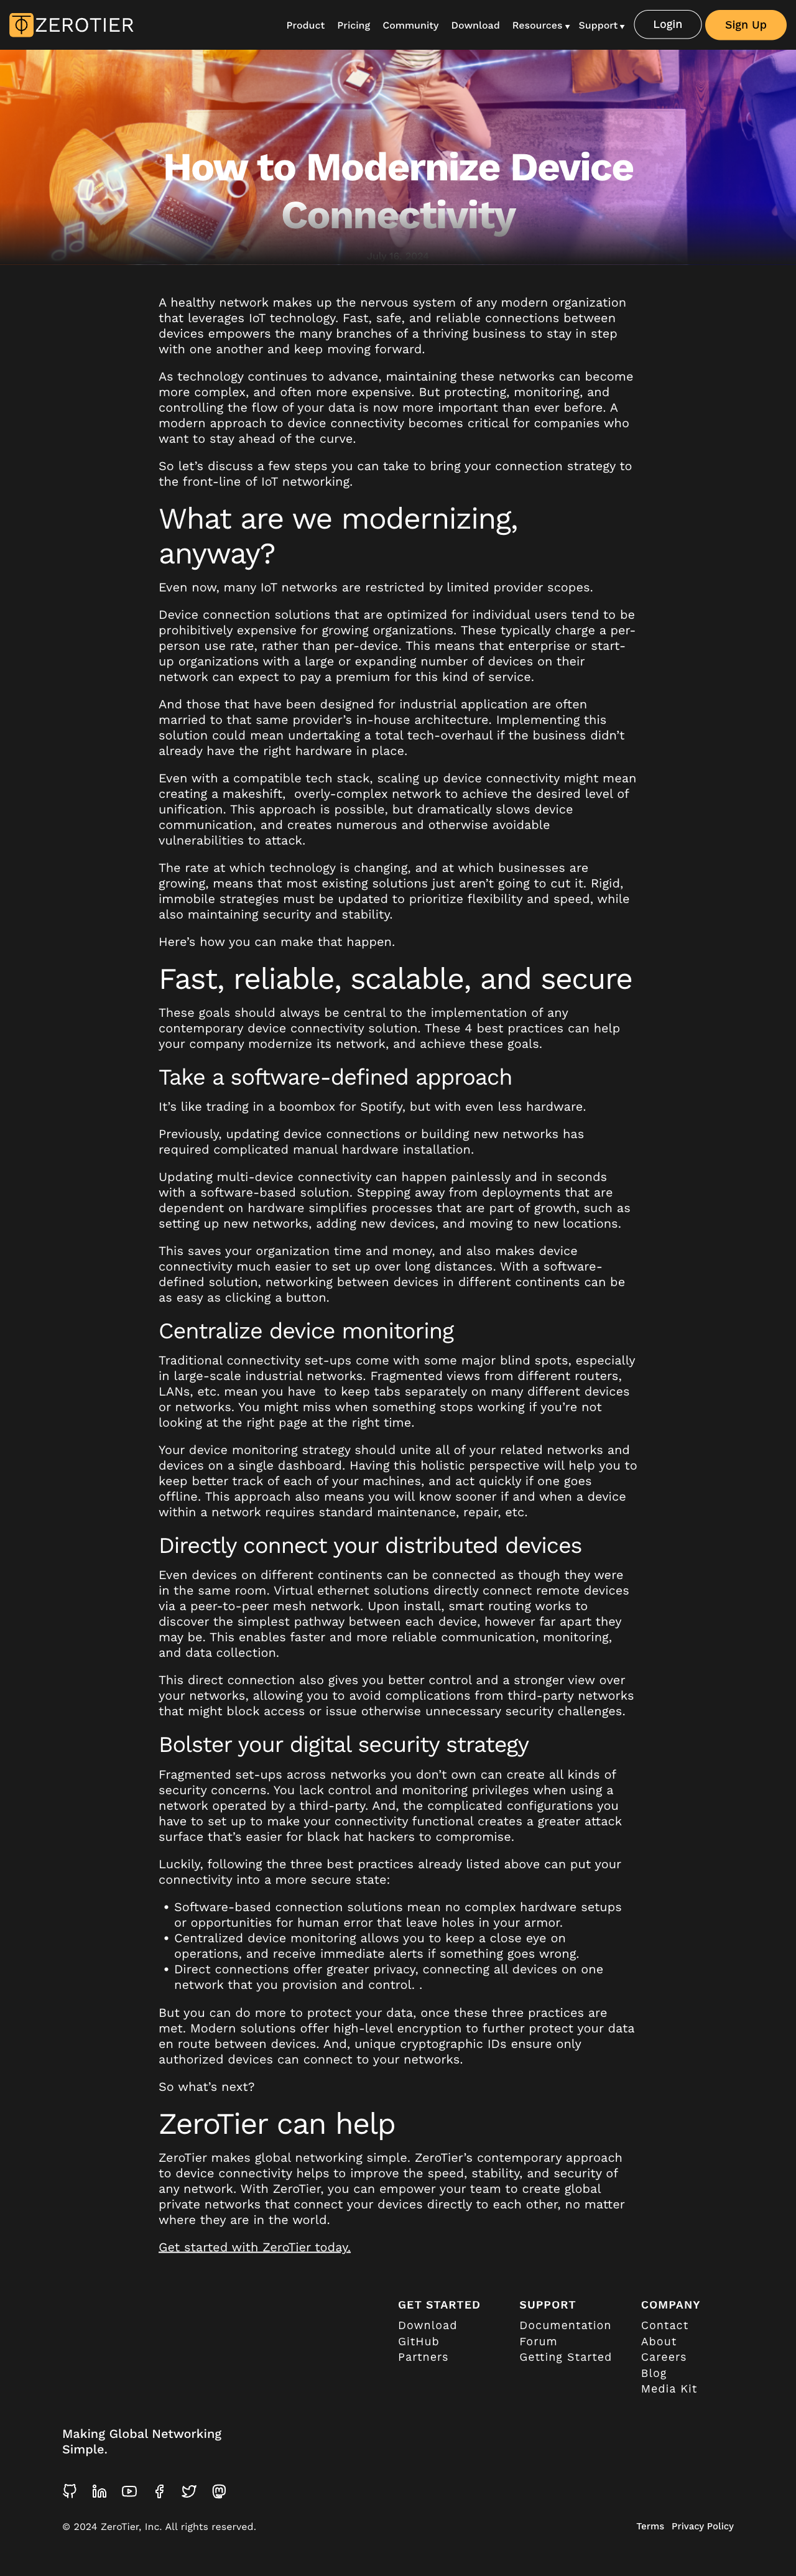 ZEROTIER
Product Pricing Community Download Resources Support Login Sign Up
How to Modernize Device
Connectivity
A healthy network makes up the nervous system of any modern organization
that leverages IoT technology. Fast, safe, and reliable connections between
devices empowers the many branches of a thriving business to stay in step
with one another and keep moving forward.
As technology continues to advance, maintaining these networks can become
more complex, and often more expensive. But protecting, monitoring, and
controlling the flow of your data is now more important than ever before. A
modern approach to device connectivity becomes critical for companies who
want to stay ahead of the curve.
So let’s discuss a few steps you can take to bring your connection strategy to
the front-line of IoT networking.
What are we modernizing,
anyway?
Even now, many IoT networks are restricted by limited provider scopes.
Device connection solutions that are optimized for individual users tend to be
prohibitively expensive for growing organizations. These typically charge a per-
person use rate, rather than per-device. This means that enterprise or start-
up organizations with a large or expanding number of devices on their
network can expect to pay a premium for this kind of service.
And those that have been designed for industrial application are often
married to that same provider’s in-house architecture. Implementing this
solution could mean undertaking a total tech-overhaul if the business didn’t
already have the right hardware in place.
Even with a compatible tech stack, scaling up device connectivity might mean
creating a makeshift,  overly-complex network to achieve the desired level of
unification. This approach is possible, but dramatically slows device
communication, and creates numerous and otherwise avoidable
vulnerabilities to attack.
The rate at which technology is changing, and at which businesses are
growing, means that most existing solutions just aren’t going to cut it. Rigid,
immobile strategies must be updated to prioritize flexibility and speed, while
also maintaining security and stability.
Here’s how you can make that happen.
Fast, reliable, scalable, and secure
These goals should always be central to the implementation of any
contemporary device connectivity solution. These 4 best practices can help
your company modernize its network, and achieve these goals.
Take a software-defined approach
It’s like trading in a boombox for Spotify, but with even less hardware.
Previously, updating device connections or building new networks has
required complicated manual hardware installation.
Updating multi-device connectivity can happen painlessly and in seconds
with a software-based solution. Stepping away from deployments that are
dependent on hardware simplifies processes that are part of growth, such as
setting up new networks, adding new devices, and moving to new locations.
This saves your organization time and money, and also makes device
connectivity much easier to set up over long distances. With a software-
defined solution, networking between devices in different continents can be
as easy as clicking a button.
Centralize device monitoring
Traditional connectivity set-ups come with some major blind spots, especially
in large-scale industrial networks. Fragmented views from different routers,
LANs, etc. mean you have  to keep tabs separately on many different devices
or networks. You might miss when something stops working if you’re not
looking at the right page at the right time.
Your device monitoring strategy should unite all of your related networks and
devices on a single dashboard. Having this holistic perspective will help you to
keep better track of each of your machines, and act quickly if one goes
offline. This approach also means you will know sooner if and when a device
within a network requires standard maintenance, repair, etc.
Directly connect your distributed devices
Even devices on different continents can be connected as though they were
in the same room. Virtual ethernet solutions directly connect remote devices
via a peer-to-peer mesh network. Upon install, smart routing works to
discover the simplest pathway between each device, however far apart they
may be. This enables faster and more reliable communication, monitoring,
and data collection.
This direct connection also gives you better control and a stronger view over
your networks, allowing you to avoid complications from third-party networks
that might block access or issue otherwise unnecessary security challenges.
Bolster your digital security strategy
Fragmented set-ups across networks you don’t own can create all kinds of
security concerns. You lack control and monitoring privileges when using a
network operated by a third-party. And, the complicated configurations you
have to set up to make your connectivity functional creates a greater attack
surface that’s easier for black hat hackers to compromise.
Luckily, following the three best practices already listed above can put your
connectivity into a more secure state:
• Software-based connection solutions mean no complex hardware setups
or opportunities for human error that leave holes in your armor.
• Centralized device monitoring allows you to keep a close eye on
operations, and receive immediate alerts if something goes wrong.
• Direct connections offer greater privacy, connecting all devices on one
network that you provision and control. .
But you can do more to protect your data, once these three practices are
met. Modern solutions offer high-level encryption to further protect your data
en route between devices. And, unique cryptographic IDs ensure only
authorized devices can connect to your networks.
So what’s next?
ZeroTier can help
ZeroTier makes global networking simple. ZeroTier’s contemporary approach
to device connectivity helps to improve the speed, stability, and security of
any network. With ZeroTier, you can empower your team to create global
private networks that connect your devices directly to each other, no matter
where they are in the world.
Get started with ZeroTier today.
GET STARTED
Download
GitHub
Partners
SUPPORT
Documentation
Forum
Getting Started
COMPANY
Contact
About
Careers
Blog
Media Kit
Making Global Networking
Simple.
© 2024 ZeroTier, Inc. All rights reserved.
Terms Privacy Policy